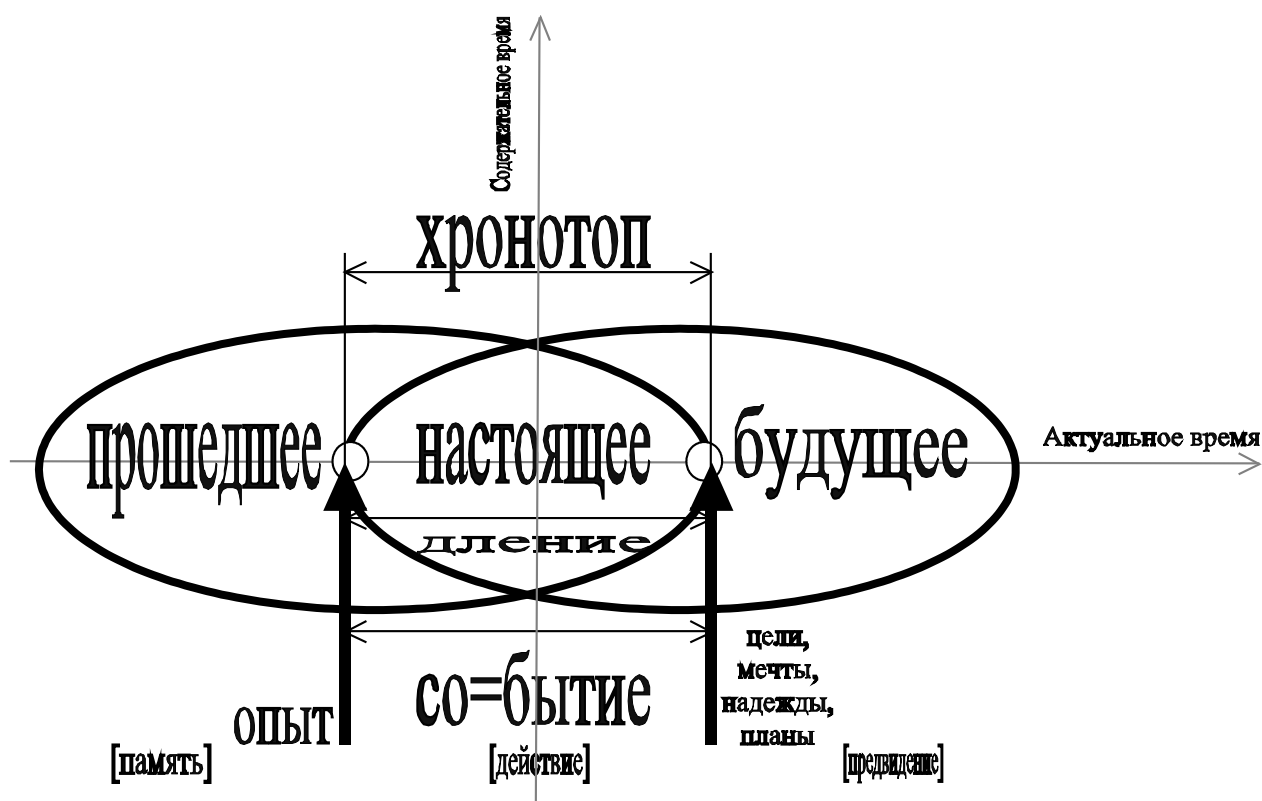 Содержательное время
хронотоп
прошедшее
настоящее
будущее
Актуальное время
дление
со=бытие
опыт
цели,
мечты,
надежды,
планы
[память]
[действие]
[предвидение]